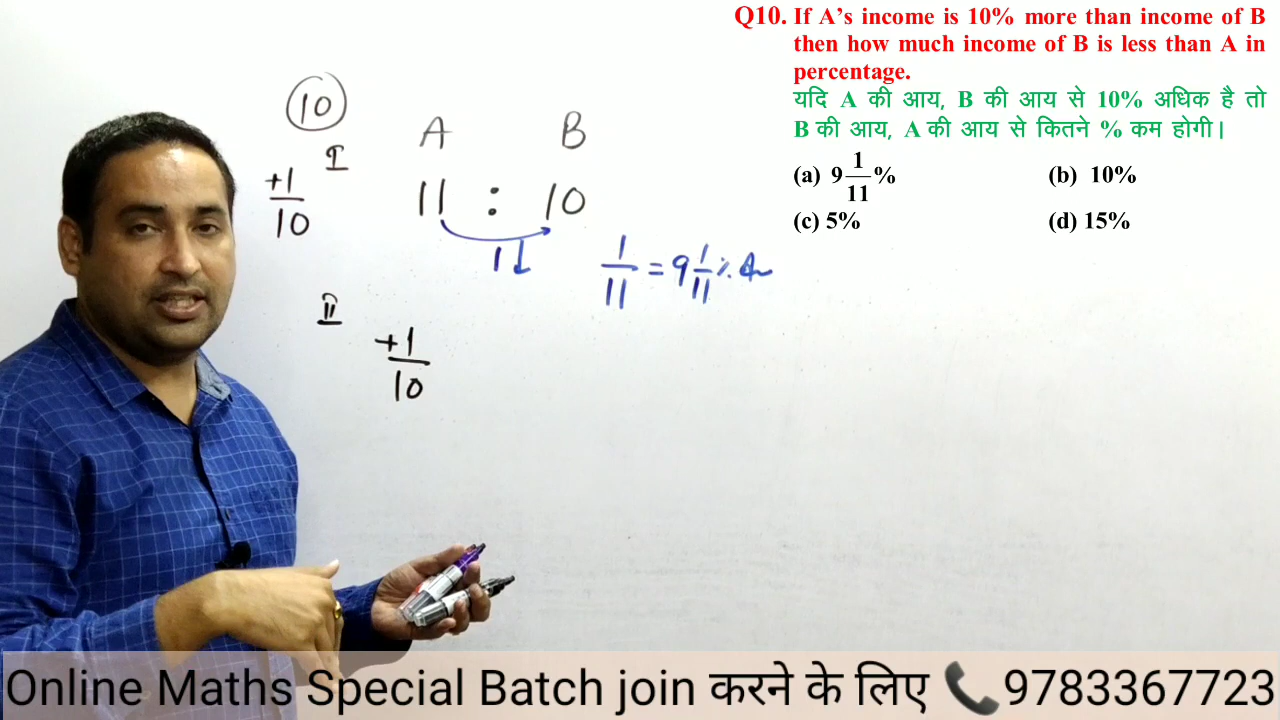 Q10. If A’s income is 10% more than income of B
then how much income of B is less than A in
percentage.
यदि A की आय, B की आय से 10% अधिक है तो
B की आय, A की आय से कितने % कम होगी।
(a) 9 1/11 % (b) 10%
(c) 5% (d) 15%
10
I
A B
+1/10
11 : 10
1↓
1/11 = 9 1/11 % Ans
II
+1/10
Online Maths Special Batch join करने के लिए 📞9783367723